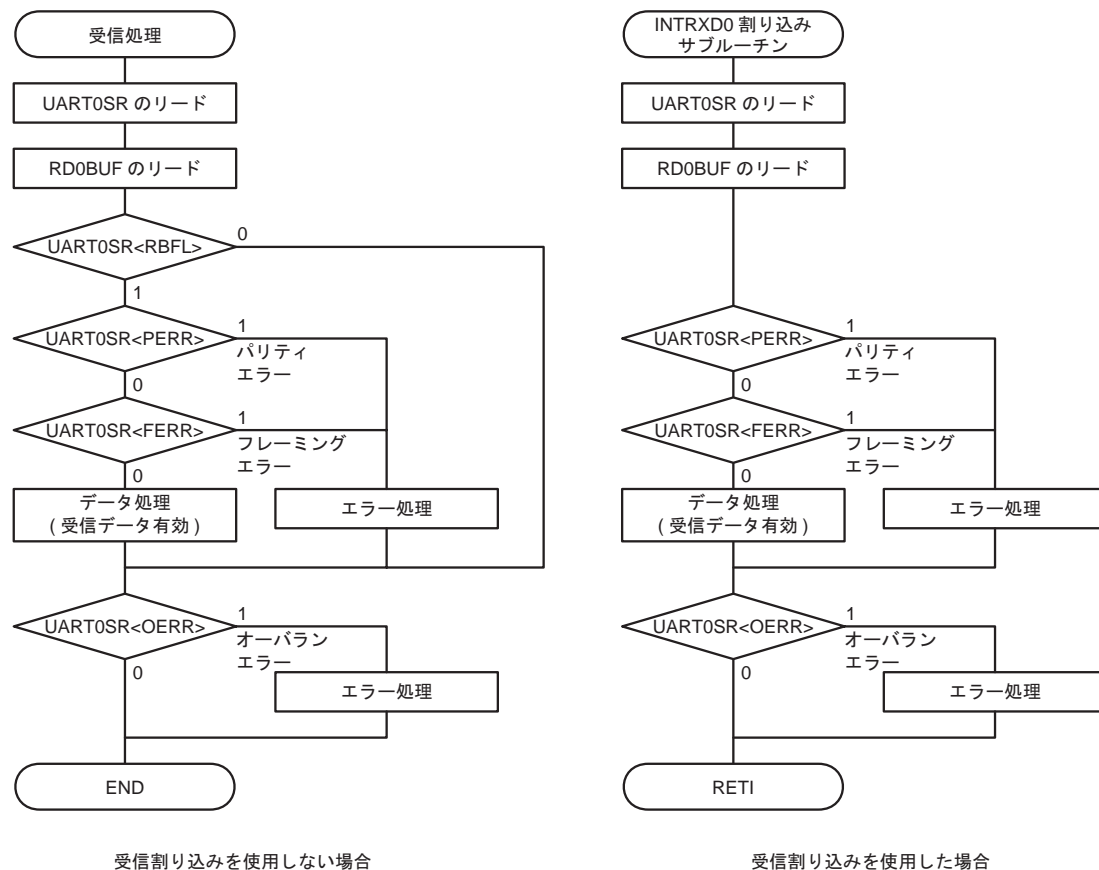 受信処理
UART0SR のリード
RD0BUF のリード
UART0SR<RBFL>
0
1
UART0SR<PERR>
1
パリティ
エラー
0
UART0SR<FERR>
1
フレーミング
エラー
0
データ処理
( 受信データ有効 )
エラー処理
UART0SR<OERR>
1
オーバラン
エラー
0
エラー処理
END
受信割り込みを使用しない場合
INTRXD0 割り込み
サブルーチン
UART0SR のリード
RD0BUF のリード
UART0SR<PERR>
1
パリティ
エラー
0
UART0SR<FERR>
1
フレーミング
エラー
0
データ処理
( 受信データ有効 )
エラー処理
UART0SR<OERR>
1
オーバラン
エラー
0
エラー処理
RETI
受信割り込みを使用した場合